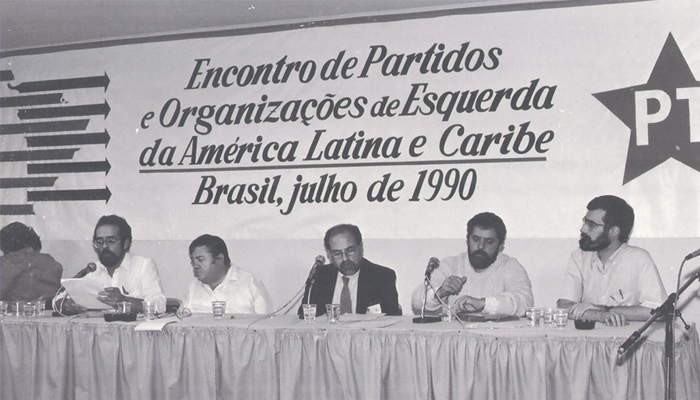 Encontro de Partidos
e Organizações de Esquerda
da América Latina e Caribe
Brasil, julho de 1990
PT